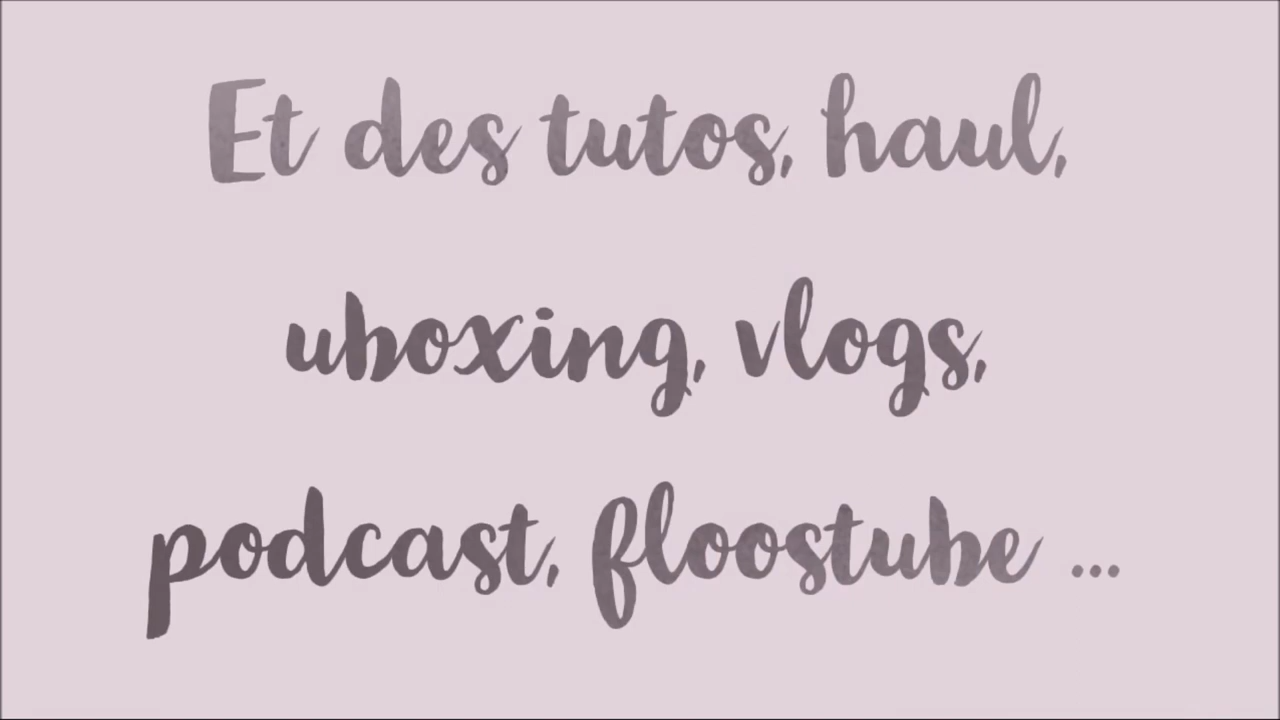 Et des tutos, haul,
uboxing, vlogs,
podcast, floostube ...